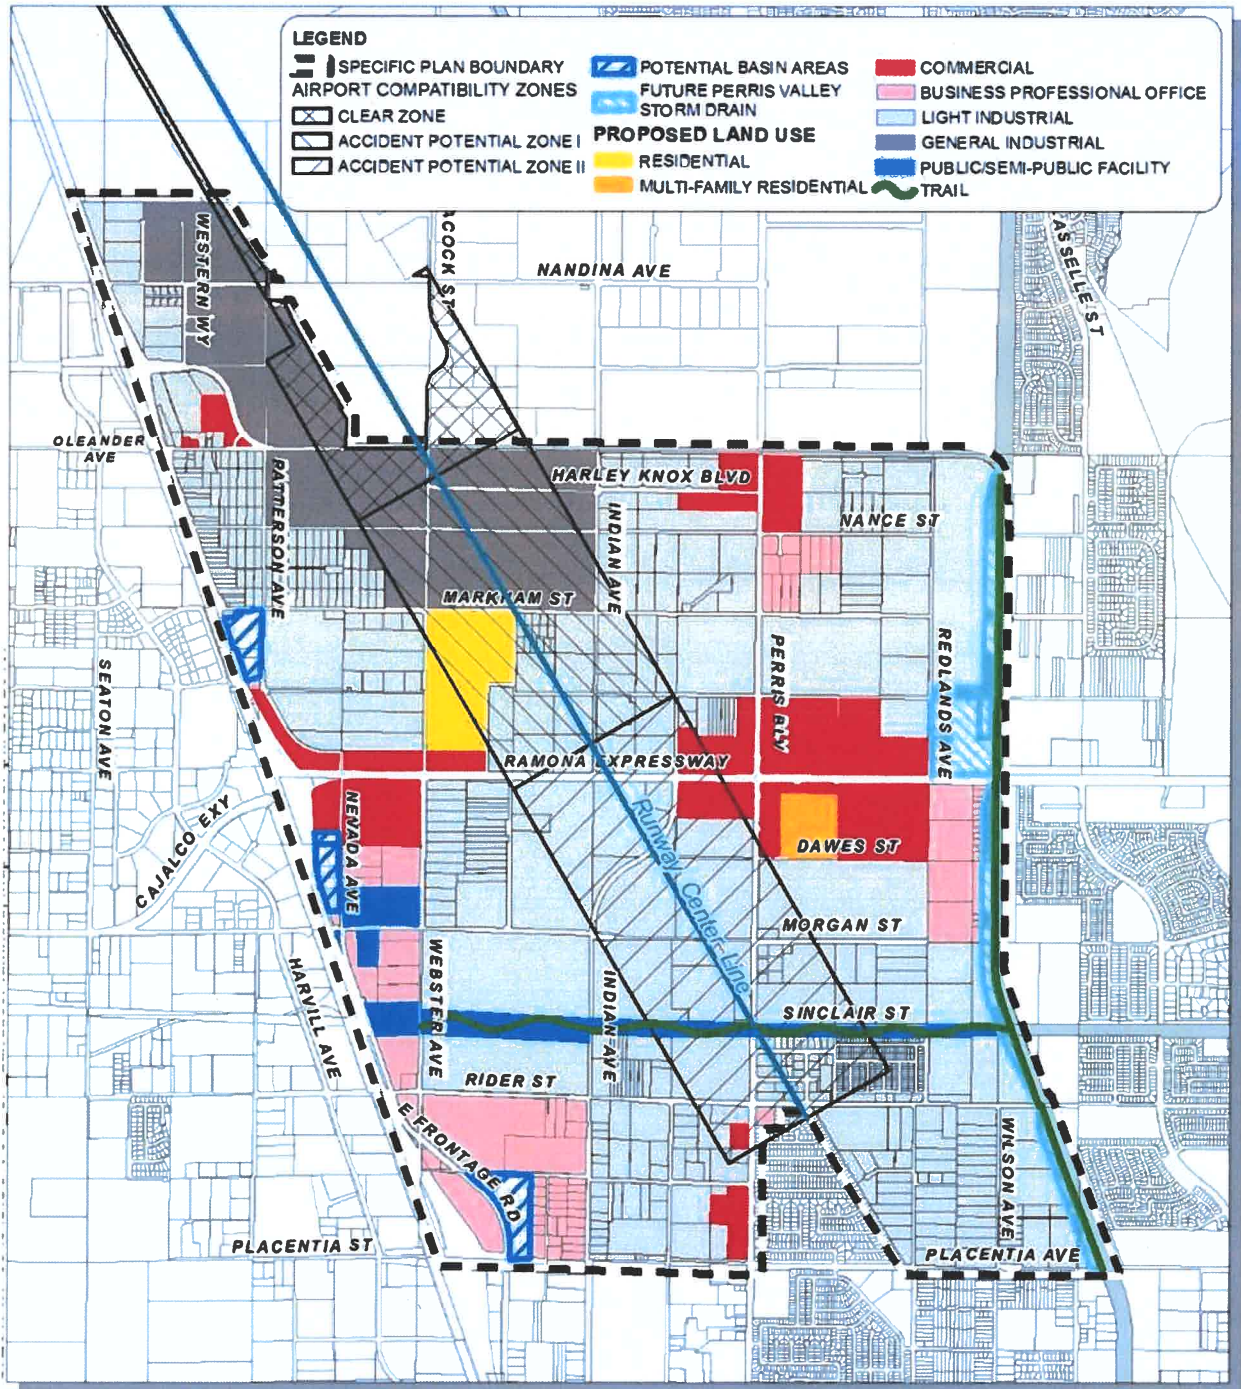 LEGEND
SPECIFIC PLAN BOUNDARY
AIRPORT COMPATIBILITY ZONES
CLEAR ZONE
ACCIDENT POTENTIAL ZONE I
ACCIDENT POTENTIAL ZONE II
POTENTIAL BASIN AREAS
FUTURE PERRIS VALLEY
STORM DRAIN
PROPOSED LAND USE
RESIDENTIAL
MULTI-FAMILY RESIDENTIAL
COMMERCIAL
BUSINESS PROFESSIONAL OFFICE
LIGHT INDUSTRIAL
GENERAL INDUSTRIAL
PUBLIC/SEMI-PUBLIC FACILITY
TRAIL
WESTERN WY
ACOCK ST
NANDINA AVE
ASSELLE ST
OLEANDER
AVE
PATTERSON AVE
HARLEY KNOX BLVD
INDIAN AVE
NANCE ST
MARKHAM ST
SEATON AVE
PERRIS BLV
REDLANDS AVE
RAMONA EXPRESSWAY
CAJALCO EXY
NEVADA AVE
Runway Center Line
DAWES ST
MORGAN ST
HARVILL AVE
WEBSTER AVE
INDIAN AVE
SINCLAIR ST
RIDER ST
E FRONTAGE RD
WILSON AVE
PLACENTIA ST
PLACENTIA AVE